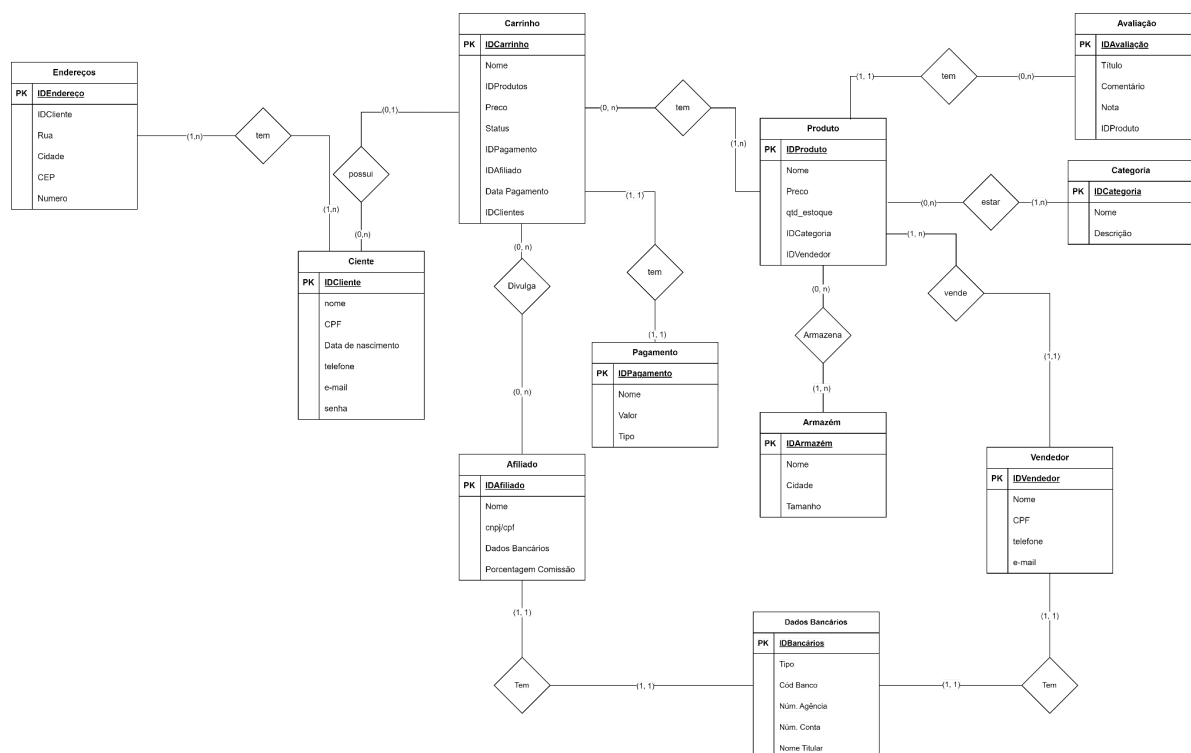 Endereços
PK IDEndereço
IDCliente
Rua
Cidade
CEP
Numero
(1,n)
tem
(1,n)
Carrinho
PK IDCarrinho
Nome
IDProdutos
Preco
Status
IDPagamento
IDAfiliado
Data Pagamento
IDClientes
(0,1)
possui
(0,n)
Ciente
PK IDCliente
nome
CPF
Data de nascimento
telefone
e-mail
senha
(0, n)
tem
(1,n)
(1, 1)
tem
(1, 1)
Pagamento
PK IDPagamento
Nome
Valor
Tipo
(0, n)
Divulga
(0, n)
Afiliado
PK IDAfiliado
Nome
cnpj/cpf
Dados Bancários
Porcentagem Comissão
Produto
PK IDProduto
Nome
Preco
qtd_estoque
IDCategoria
IDVendedor
(1, 1)
tem
(0,n)
Avaliação
PK IDAvaliação
Título
Comentário
Nota
IDProduto
(0,n)
estar
(1,n)
Categoria
PK IDCategoria
Nome
Descrição
(1, n)
vende
(1,1)
Vendedor
PK IDVendedor
Nome
CPF
telefone
e-mail
(0, n)
Armazena
(1, n)
Armazém
PK IDArmazém
Nome
Cidade
Tamanho
(1, 1)
Tem
(1, 1)
Dados Bancários
PK IDBancários
Tipo
Cód Banco
Núm. Agência
Núm. Conta
Nome Titular
(1, 1)
Tem
(1, 1)